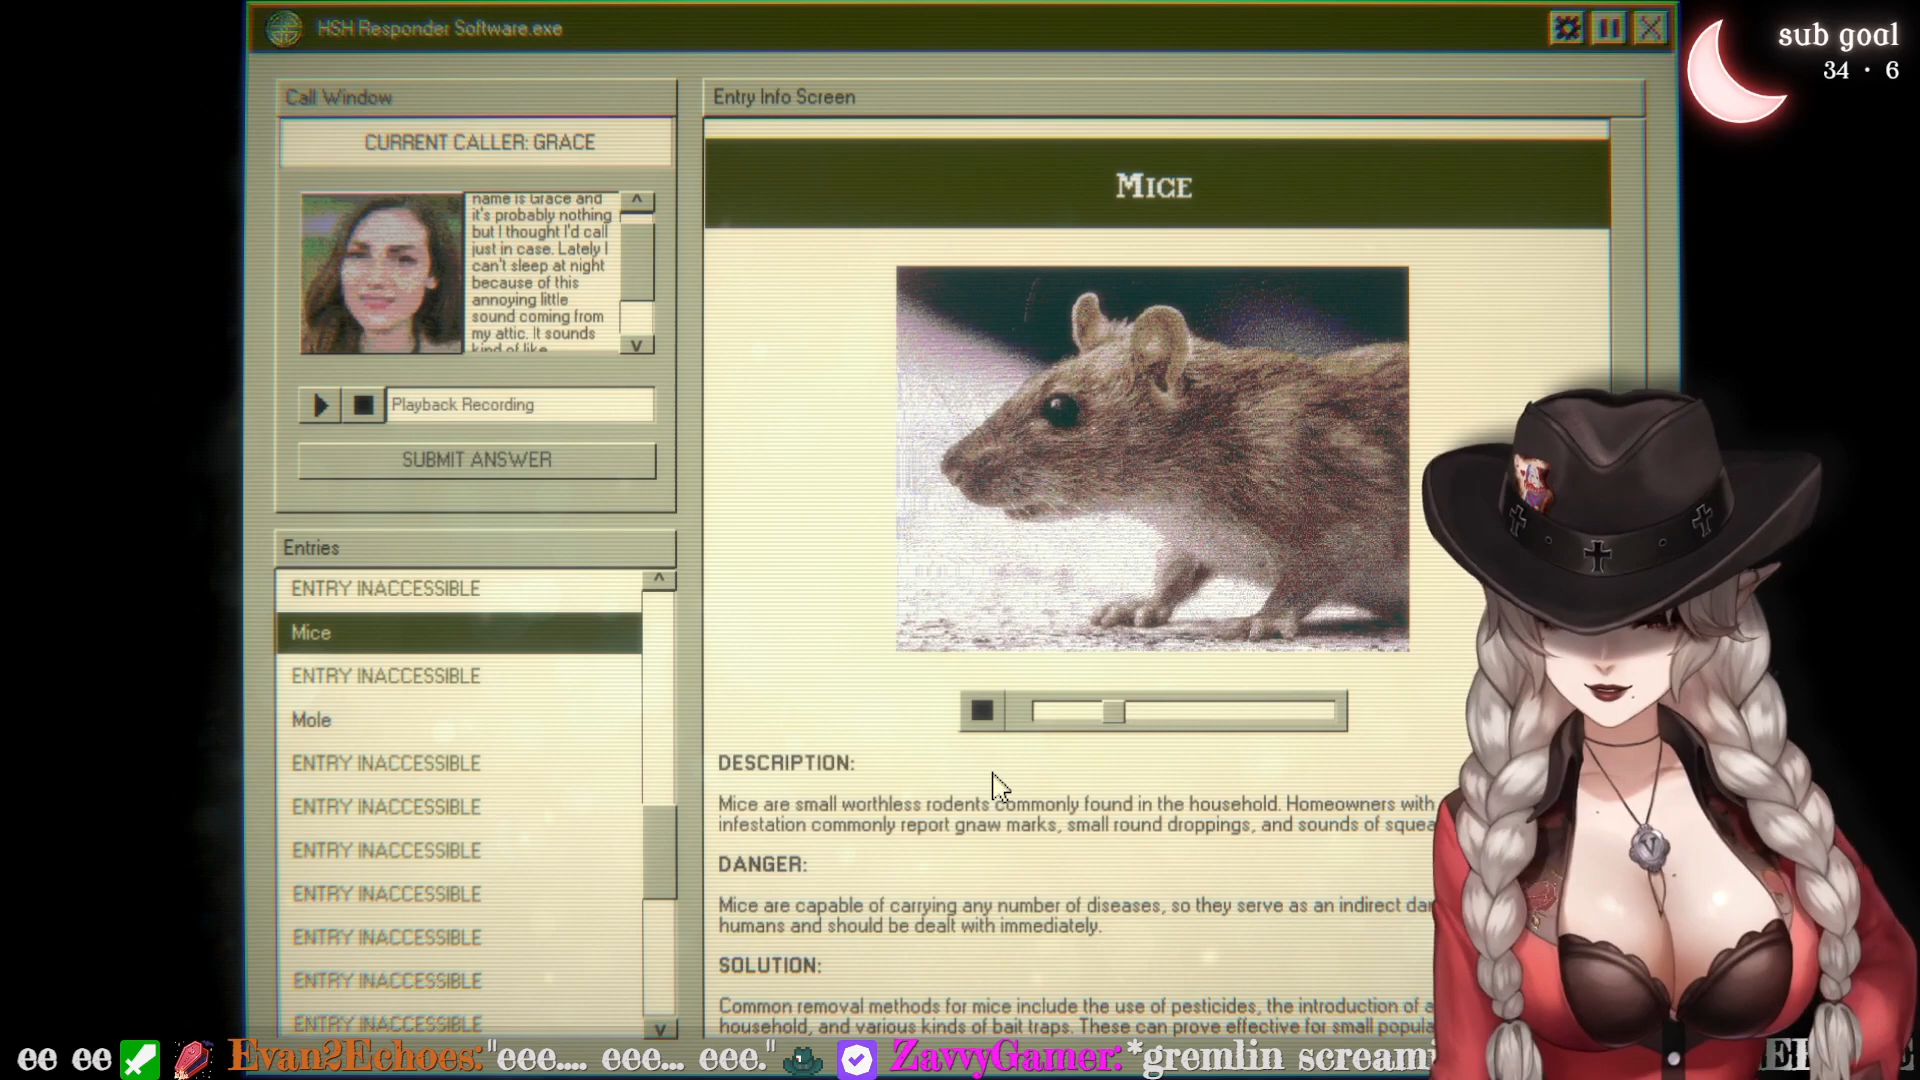 HSH Responder Software.exe
sub goal
34 · 6
Call Window
CURRENT CALLER: GRACE
name is Grace and
it's probably nothing
but I thought I'd call
just in case. Lately I
can't sleep at night
because of this
annoying little
sound coming from
my attic. It sounds
kind of like
Playback Recording
SUBMIT ANSWER
Entries
ENTRY INACCESSIBLE
Mice
ENTRY INACCESSIBLE
Mole
ENTRY INACCESSIBLE
ENTRY INACCESSIBLE
ENTRY INACCESSIBLE
ENTRY INACCESSIBLE
ENTRY INACCESSIBLE
ENTRY INACCESSIBLE
ENTRY INACCESSIBLE
Entry Info Screen
MICE
DESCRIPTION:
Mice are small worthless rodents commonly found in the household. Homeowners with
infestation commonly report gnaw marks, small round droppings, and sounds of
DANGER:
Mice are capable of carrying any number of diseases, so they serve as an indirect
humans and should be dealt with immediately.
SOLUTION:
Common removal methods for mice include the use of pesticides, the introduction of
household, and various kinds of bait traps. These can prove effective for small
ee ee Evan2Echoes: "eee.... eee... eee." ZavvyGamer: *gremlin